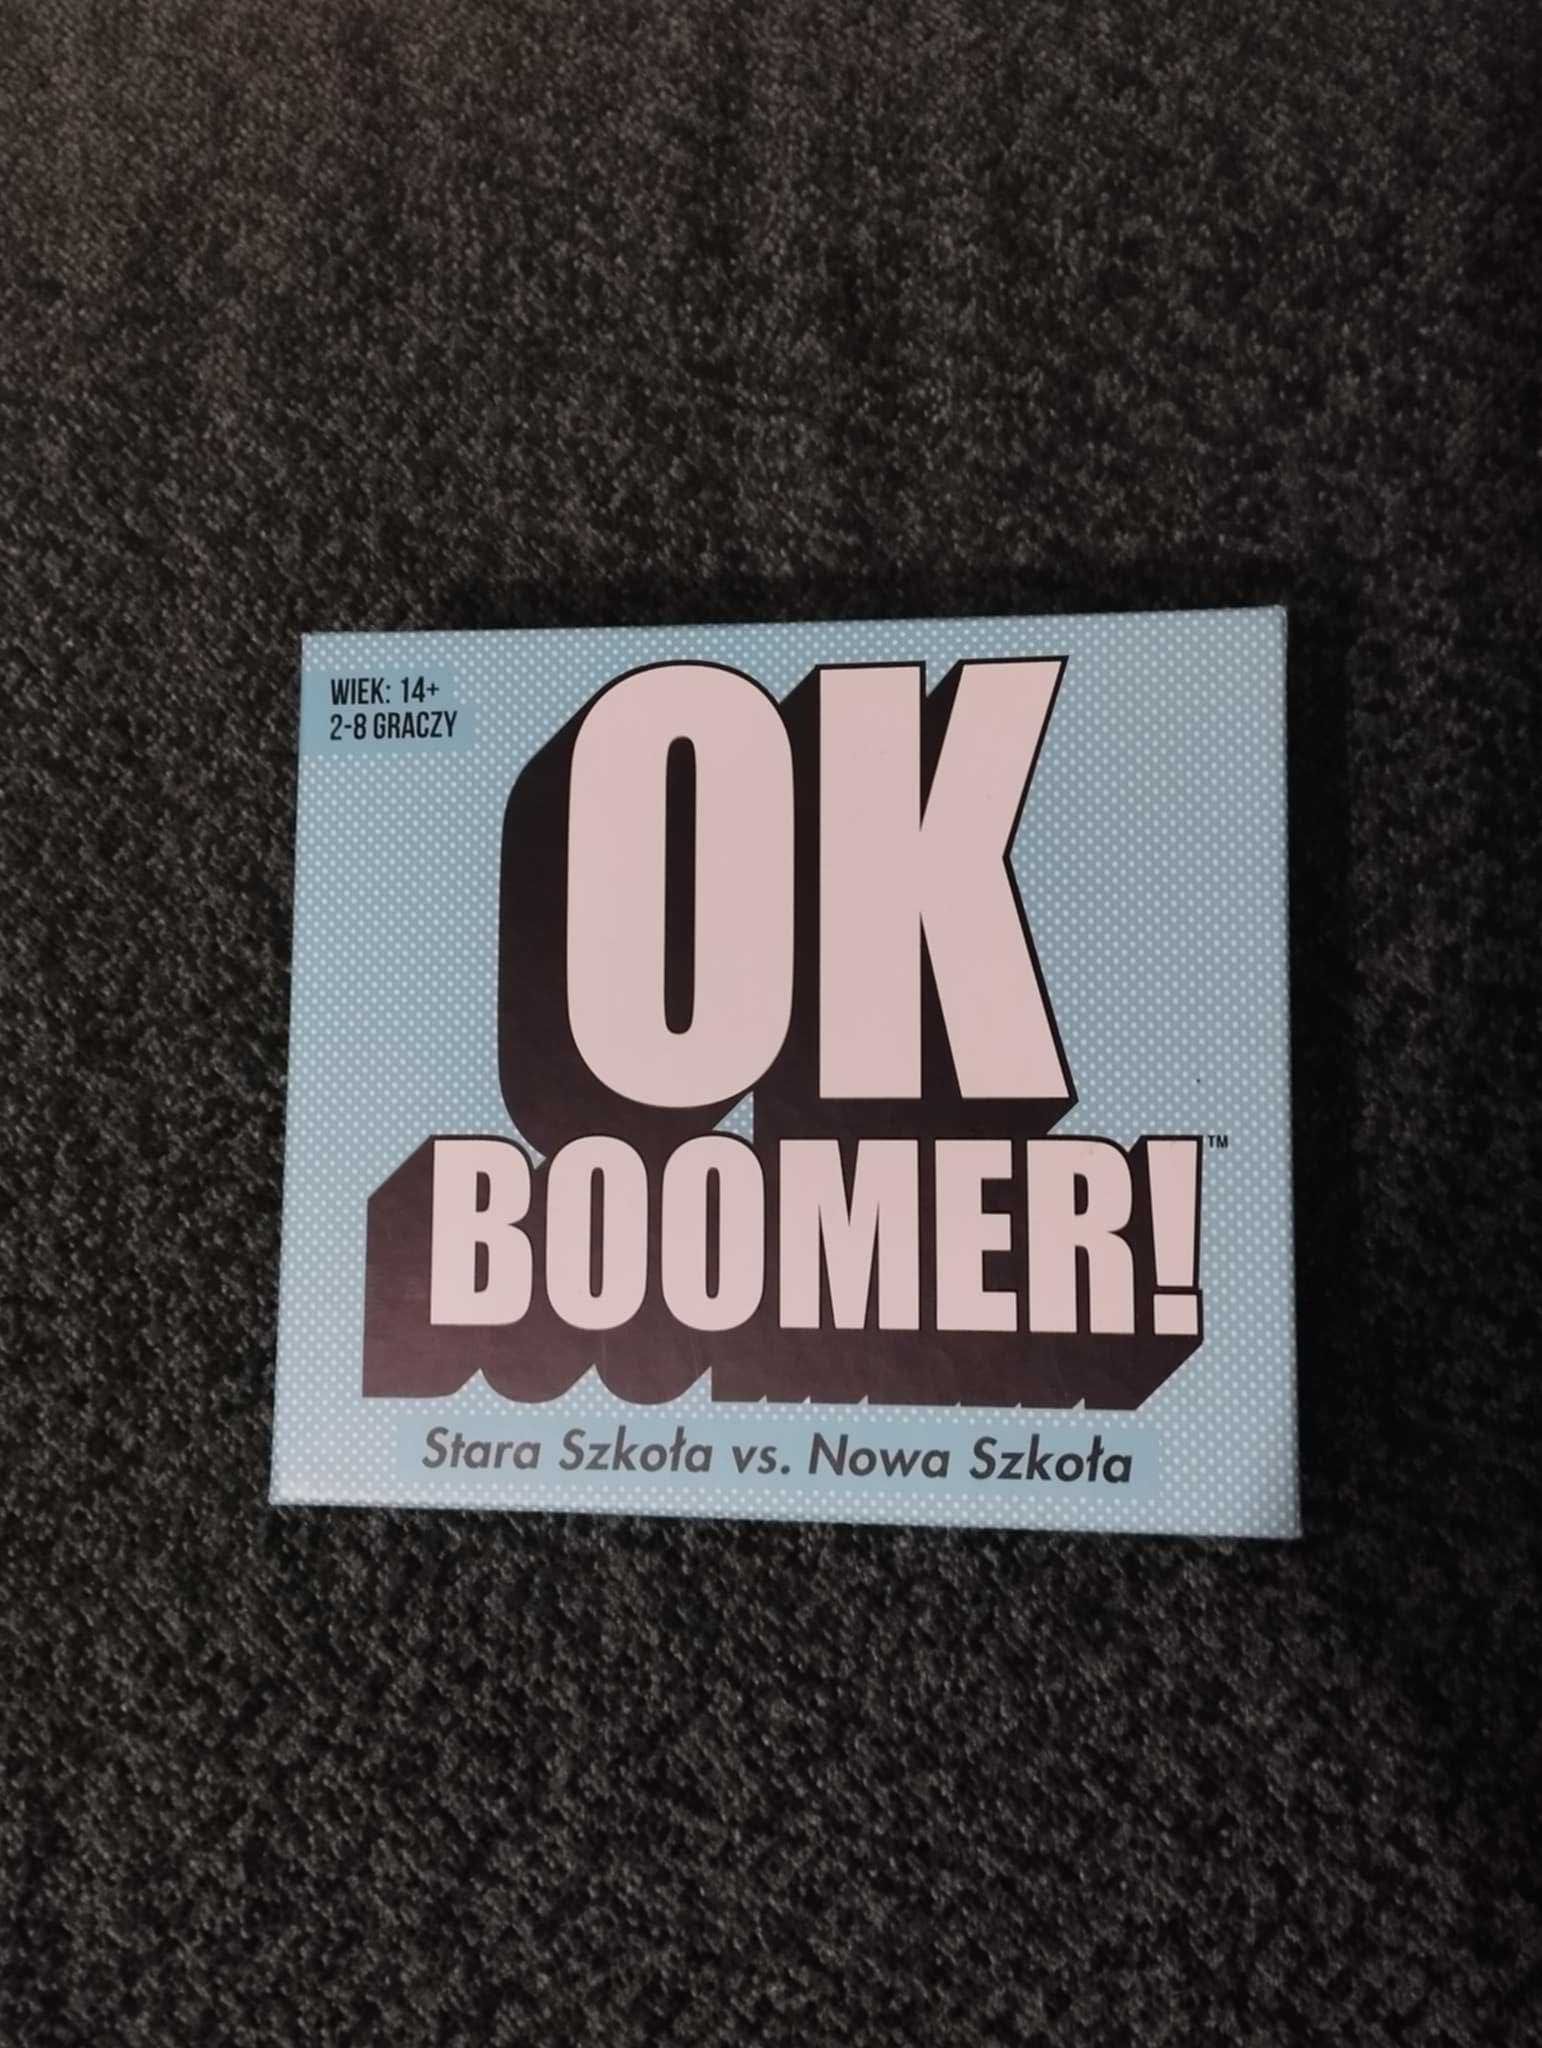 WIEK: 14+
2-8 GRACZY
OK
BOOMER!™
Stara Szkoła vs. Nowa Szkoła